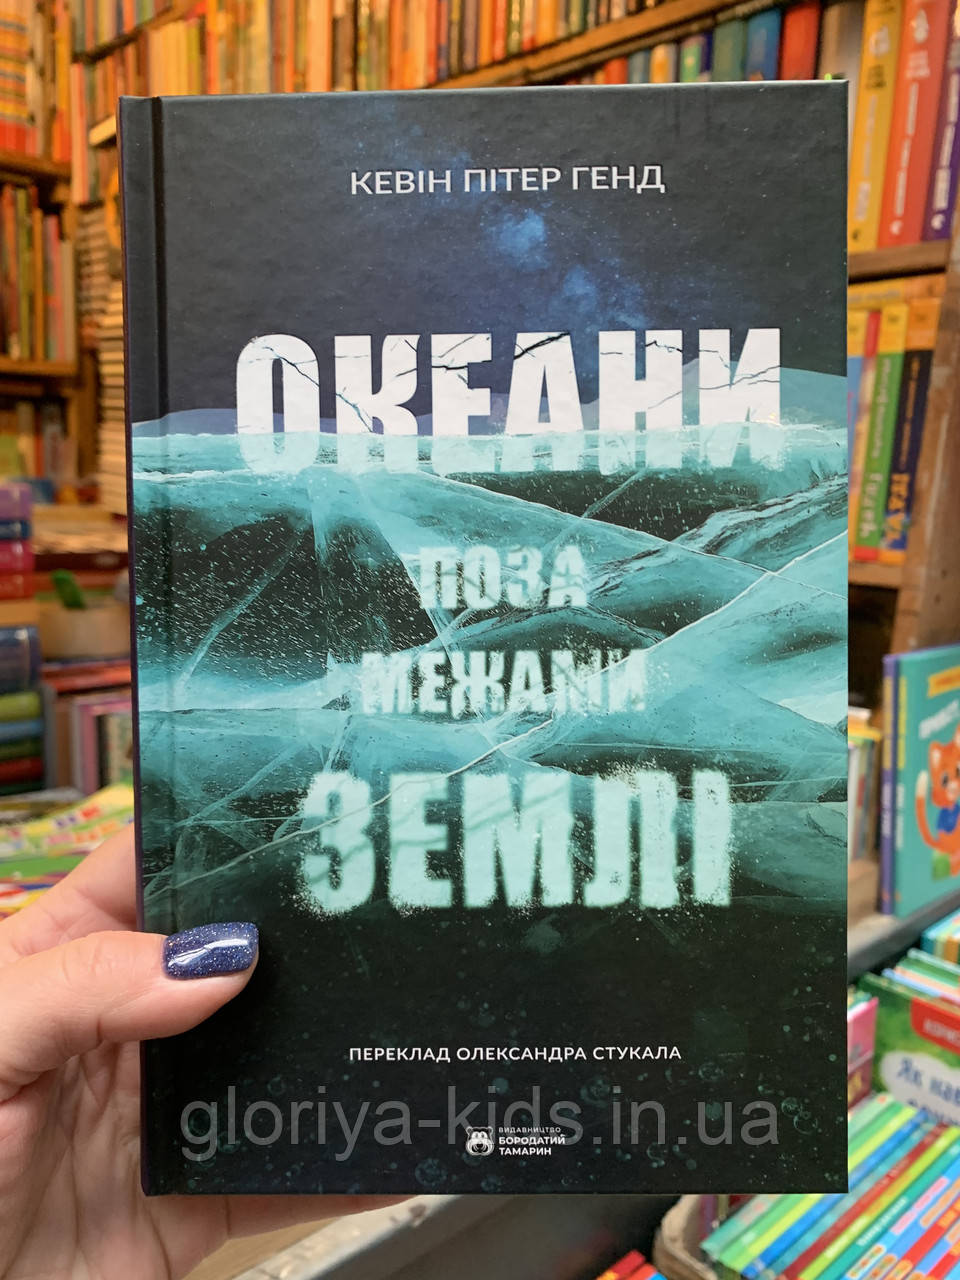 КЕВІН ПІТЕР ГЕНД
ОКЕАНИ
ПОЗА
МЕЖАМИ
ЗЕМЛІ
ПЕРЕКЛАД ОЛЕКСАНДРА СТУКАЛА
gloriya-kids.in.ua
ВИДАВНИЦТВО
БОРОДАТИЙ
ТАМАРИН